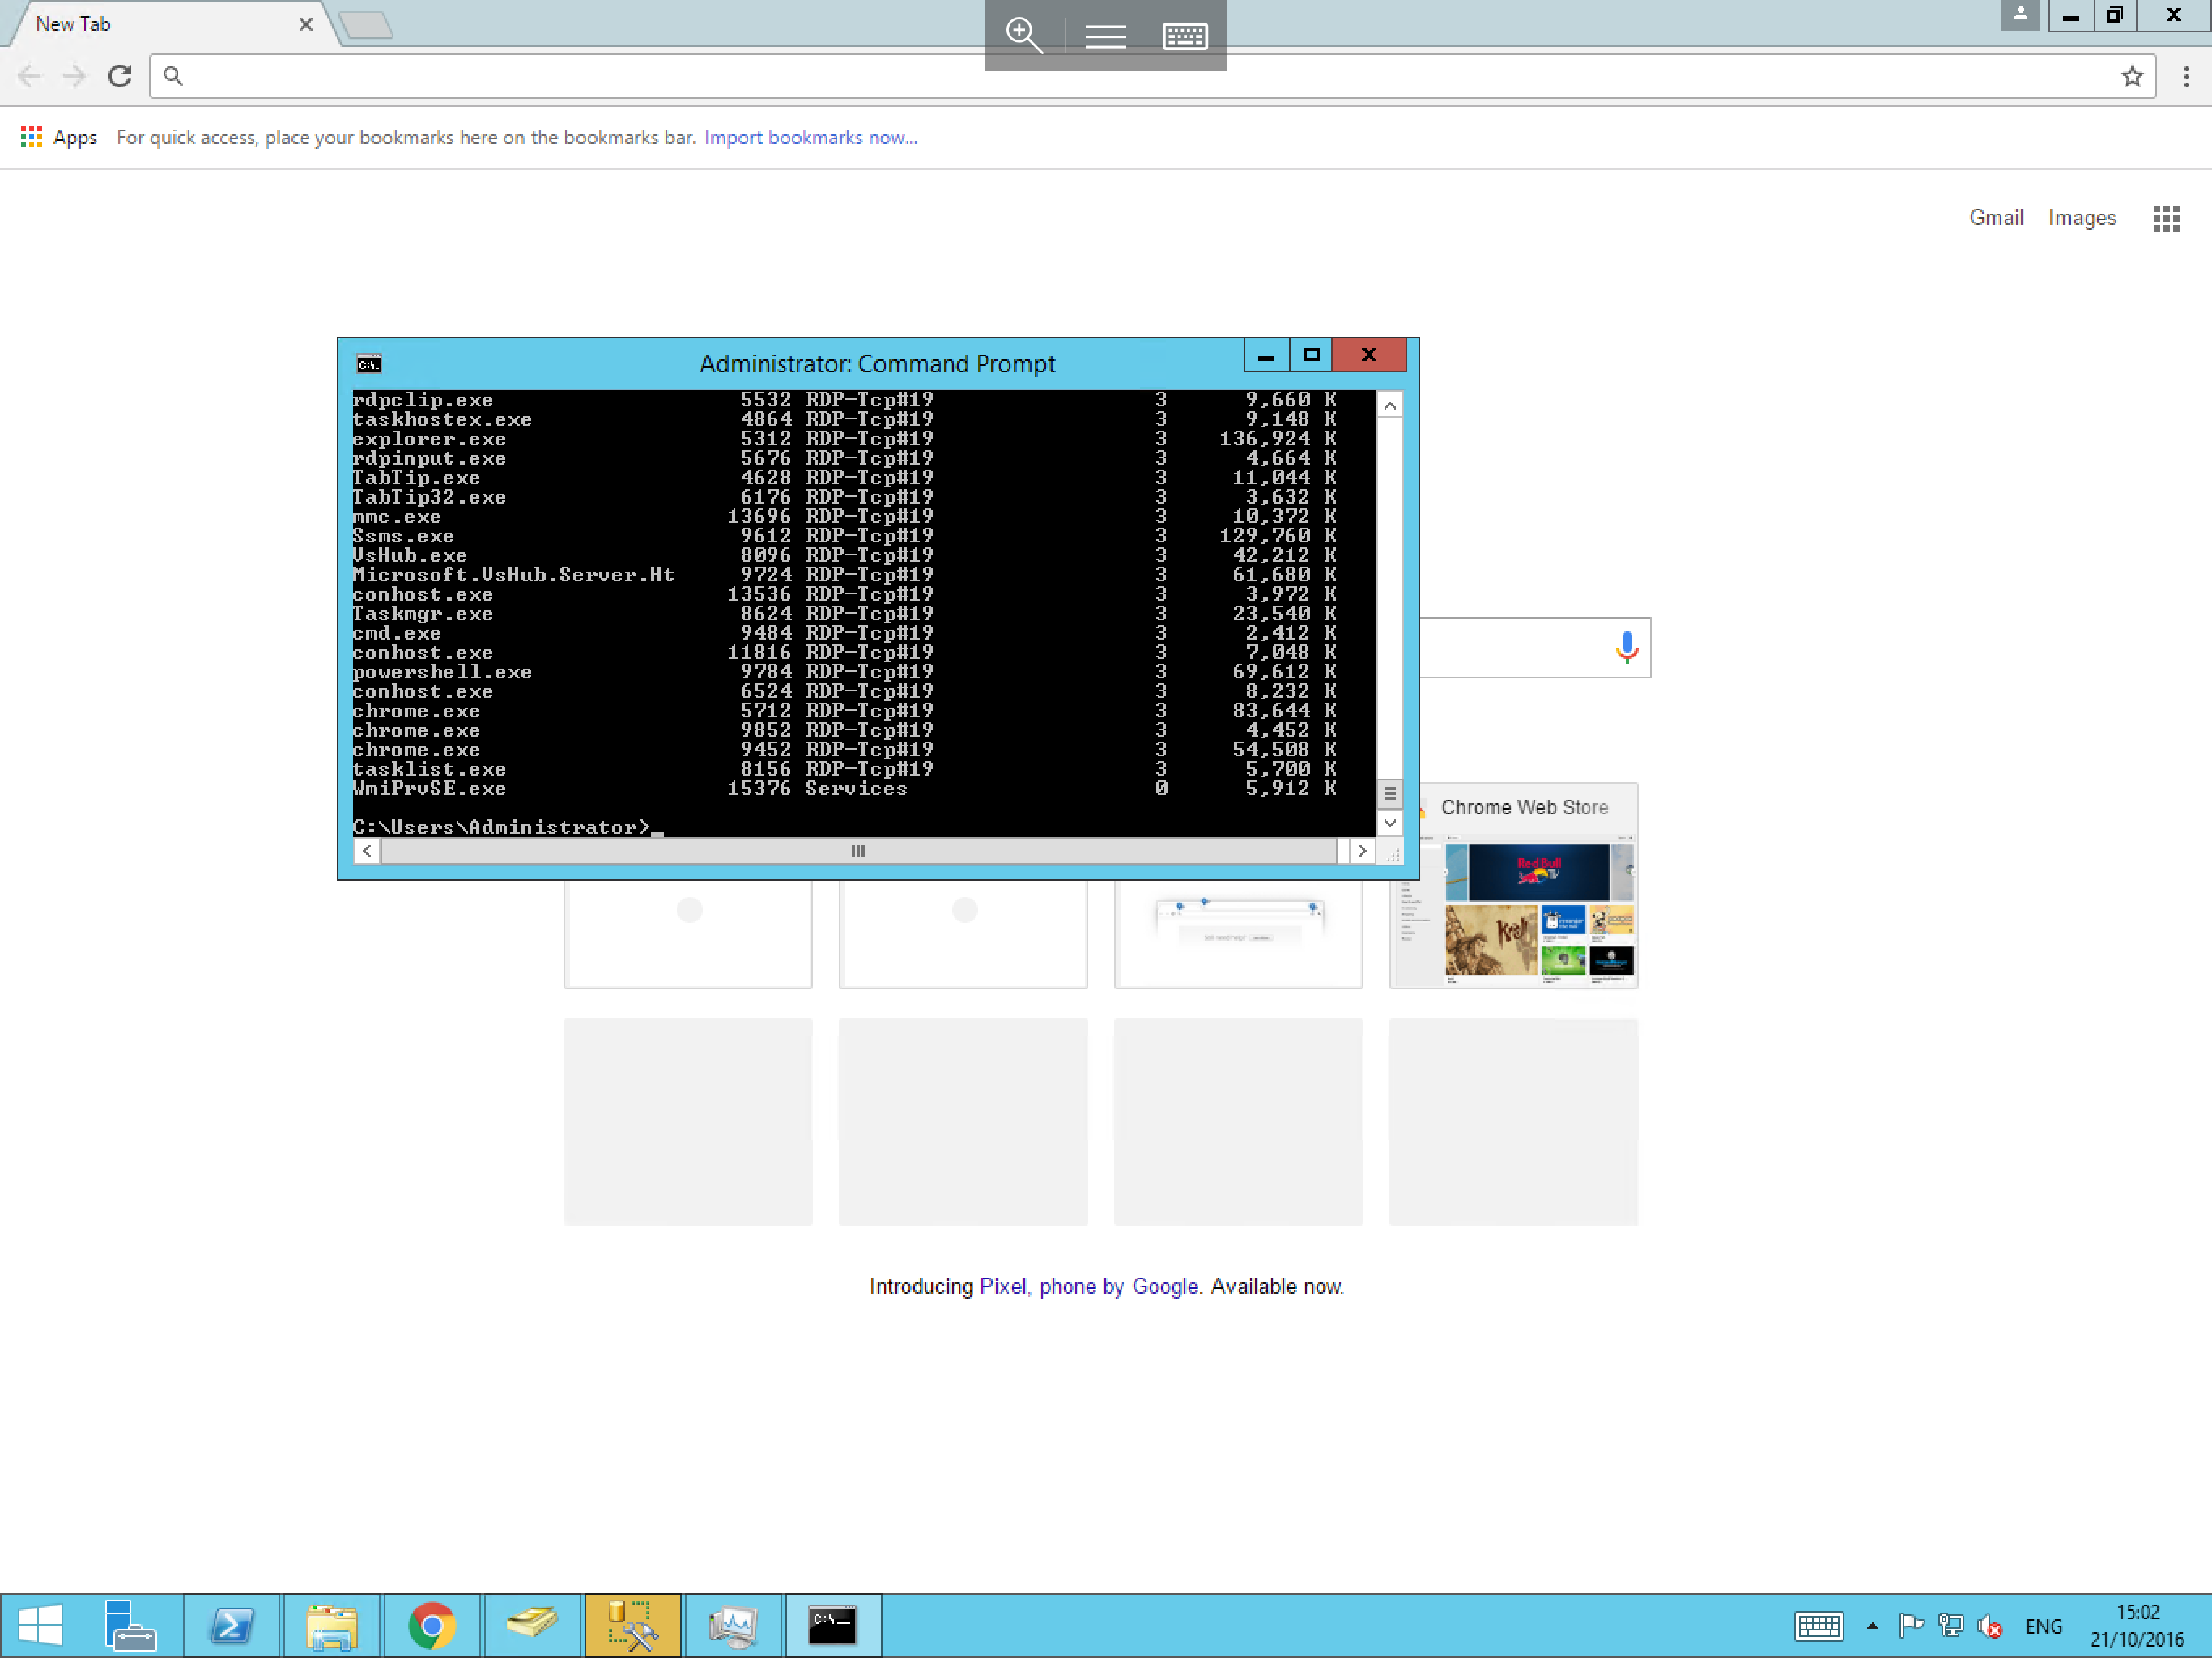 New Tab
Apps For quick access, place your bookmarks here on the bookmarks bar. Import bookmarks now...
Gmail Images
Administrator: Command Prompt
rdpclip.exe 5532 RDP-Tcp#19 3 9,660 K
taskhostex.exe 4864 RDP-Tcp#19 3 9,148 K
explorer.exe 5312 RDP-Tcp#19 3 136,924 K
rdpinput.exe 5676 RDP-Tcp#19 3 4,664 K
TabTip.exe 4628 RDP-Tcp#19 3 11,044 K
TabTip32.exe 6176 RDP-Tcp#19 3 3,632 K
mmc.exe 13696 RDP-Tcp#19 3 10,372 K
Ssms.exe 9612 RDP-Tcp#19 3 129,760 K
VsHub.exe 8096 RDP-Tcp#19 3 42,212 K
Microsoft.VsHub.Server.Ht 9724 RDP-Tcp#19 3 61,680 K
conhost.exe 13536 RDP-Tcp#19 3 3,972 K
Taskmgr.exe 8624 RDP-Tcp#19 3 23,540 K
cmd.exe 9484 RDP-Tcp#19 3 2,412 K
conhost.exe 11816 RDP-Tcp#19 3 7,048 K
powershell.exe 9784 RDP-Tcp#19 3 69,612 K
conhost.exe 6524 RDP-Tcp#19 3 8,232 K
chrome.exe 5712 RDP-Tcp#19 3 83,644 K
chrome.exe 9852 RDP-Tcp#19 3 4,452 K
chrome.exe 9452 RDP-Tcp#19 3 54,508 K
tasklist.exe 8156 RDP-Tcp#19 3 5,700 K
WmiPrvSE.exe 15376 Services 0 5,912 K
C:\Users\Administrator>_
Chrome Web Store
Red Bull
Still need help?
Introducing Pixel, phone by Google. Available now.
ENG
15:02
21/10/2016